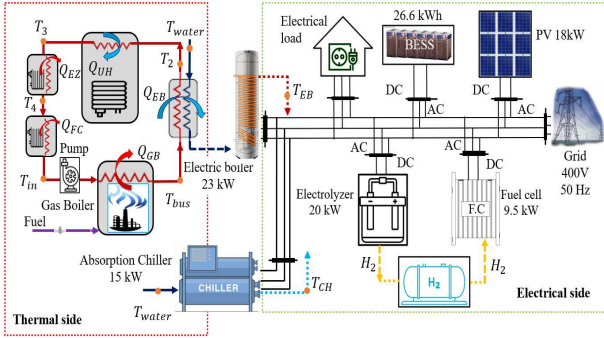 T3
Twater
Electrical
load
26.6 kWh
BESS
PV 18kW
QEZ
QUH
T2
T4
QEB
TEB
DC
DC
AC
AC
QFC
Pump
QGB
Electric boiler
23 kW
AC
DC
AC
DC
Grid
400V
50 Hz
Tin
Gas Boiler
Tbus
Electrolyzer
20 kW
F.C
Fuel cell
9.5 kW
Fuel
Absorption Chiller
15 kW
H2
H2
H2
CHILLER
TCH
Twater
Thermal side
Electrical side